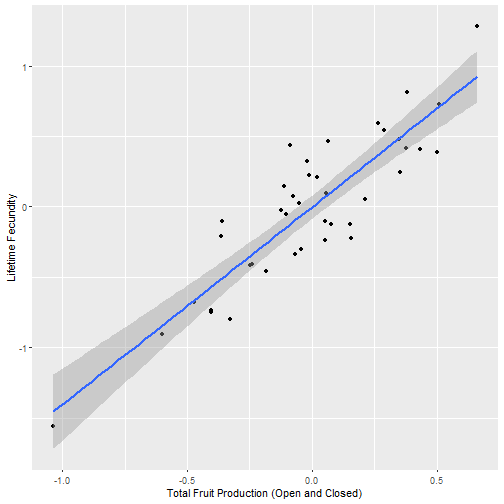 Lifetime Fecundity
1
0
-1
-1.0 -0.5 0.0 0.5
Total Fruit Production (Open and Closed)